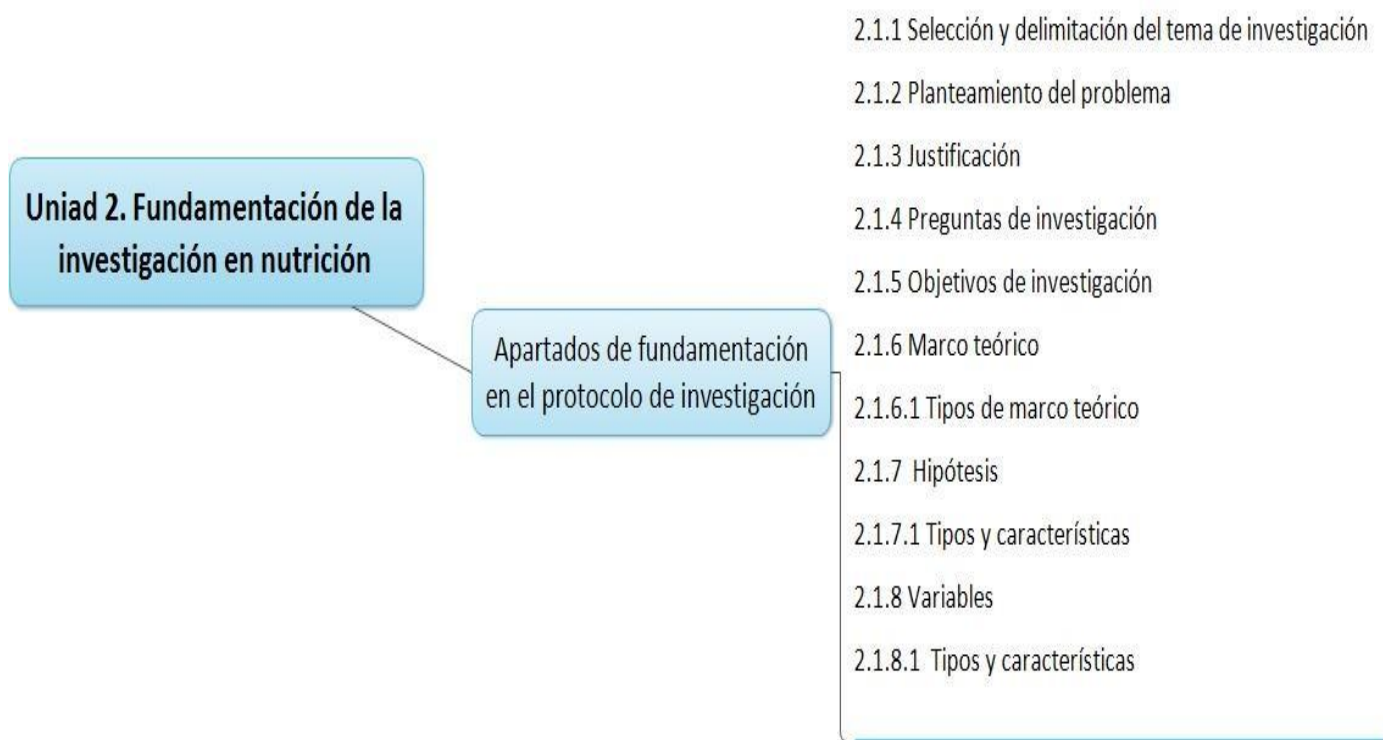 Uniad 2. Fundamentación de la
investigación en nutrición
Apartados de fundamentación
en el protocolo de investigación
2.1.1 Selección y delimitación del tema de investigación
2.1.2 Planteamiento del problema
2.1.3 Justificación
2.1.4 Preguntas de investigación
2.1.5 Objetivos de investigación
2.1.6 Marco teórico
2.1.6.1 Tipos de marco teórico
2.1.7 Hipótesis
2.1.7.1 Tipos y características
2.1.8 Variables
2.1.8.1 Tipos y características